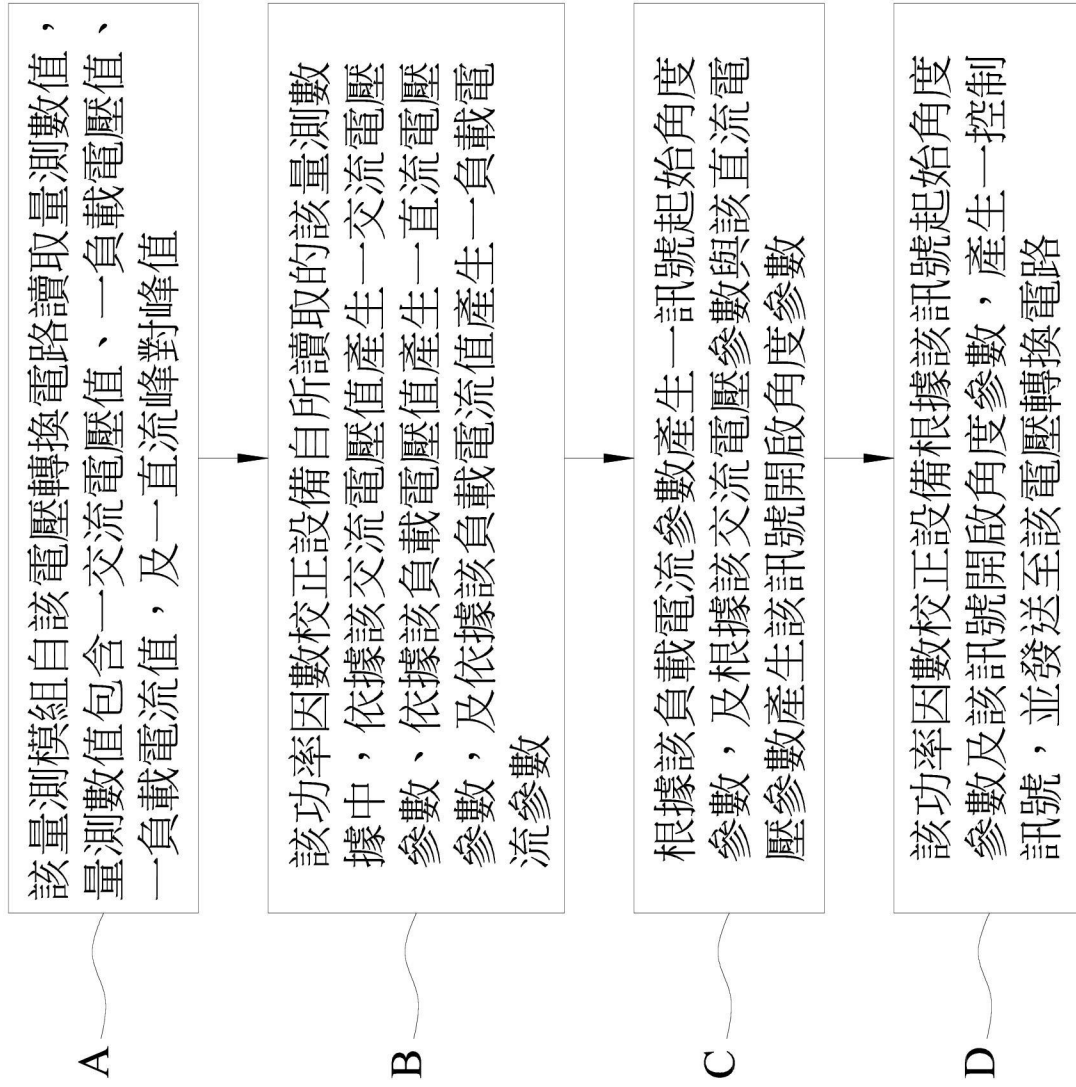 A
該量測模組自該電壓轉換電路讀取量測數值，
量測數值包含一交流電壓值、一負載電壓值、
一負載電流值，及一直流峰對峰值
B
該功率因數校正設備自所讀取的該量測數
據中，依據該交流電壓值產生一交流電壓
參數、依據該負載電壓值產生一直流電壓
參數，及依據該負載電流值產生一負載電
流參數
C
根據該負載電流參數產生一訊號起始角度
參數，及根據該交流電壓參數與該直流電
壓參數產生該訊號開啟角度參數
D
該功率因數校正設備根據該訊號起始角度
參數及該訊號開啟角度參數，產生一控制
訊號，並發送至該電壓轉換電路